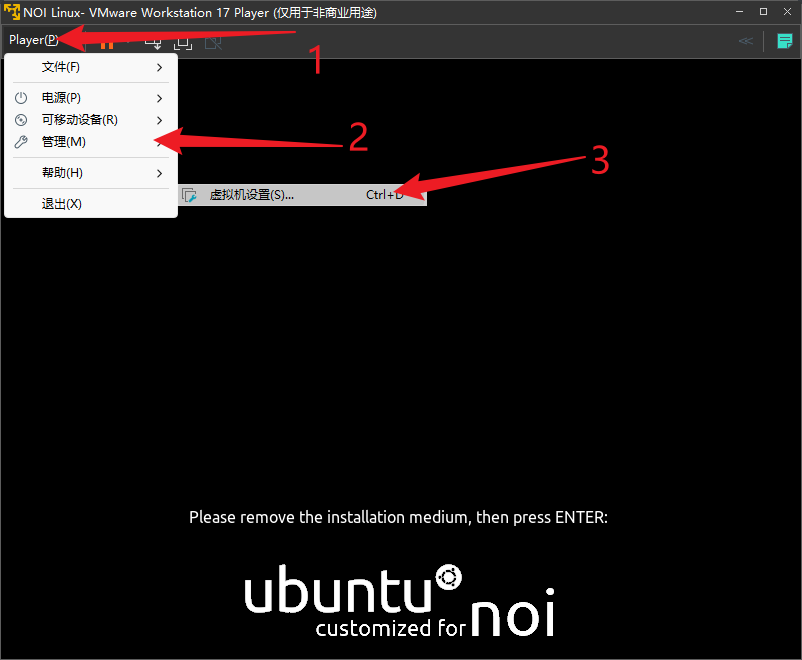 NOI Linux- VMware Workstation 17 Player (仅用于非商业用途)
Player(P)
1
文件(F)
电源(P)
可移动设备(R)
管理(M)
2
帮助(H)
3
虚拟机设置(S)... Ctrl+D
退出(X)
Please remove the installation medium, then press ENTER:
ubuntu
customized for noi